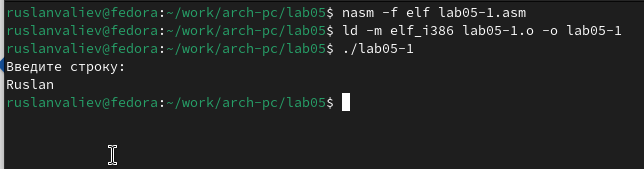 ruslanvaliev@fedora:~/work/arch-pc/lab05$ nasm -f elf lab05-1.asm
ruslanvaliev@fedora:~/work/arch-pc/lab05$ ld -m elf_i386 lab05-1.o -o lab05-1
ruslanvaliev@fedora:~/work/arch-pc/lab05$ ./lab05-1
Введите строку:
Ruslan
ruslanvaliev@fedora:~/work/arch-pc/lab05$